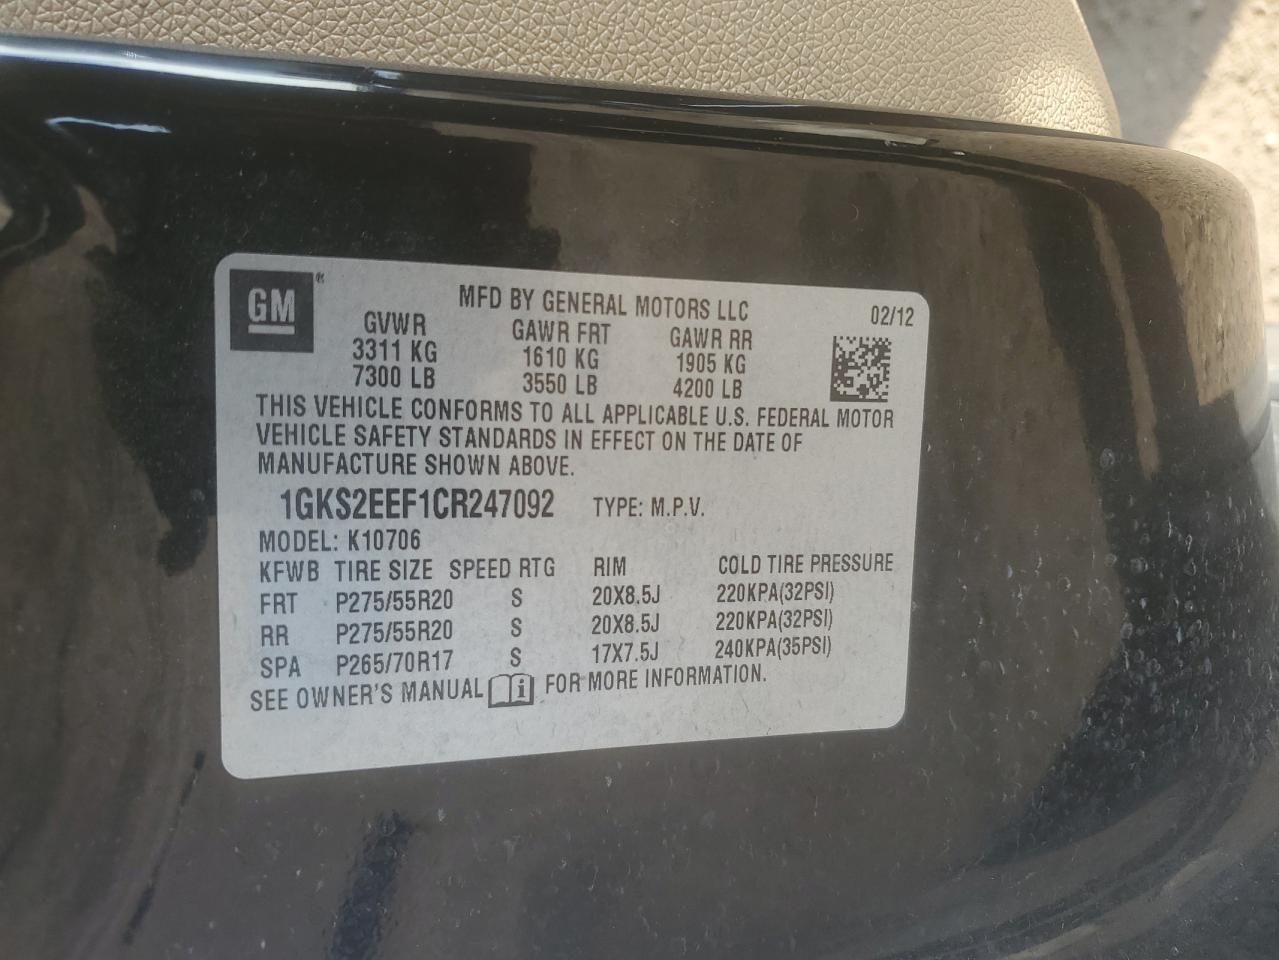 GM ®
MFD BY GENERAL MOTORS LLC 02/12
GVWR GAWR FRT GAWR RR
3311 KG 1610 KG 1905 KG
7300 LB 3550 LB 4200 LB
THIS VEHICLE CONFORMS TO ALL APPLICABLE U.S. FEDERAL MOTOR
VEHICLE SAFETY STANDARDS IN EFFECT ON THE DATE OF
MANUFACTURE SHOWN ABOVE.
1GKS2EEF1CR247092 TYPE: M.P.V.
MODEL: K10706
KFWB TIRE SIZE SPEED RTG RIM COLD TIRE PRESSURE
FRT P275/55R20 S 20X8.5J 220KPA(32PSI)
RR P275/55R20 S 20X8.5J 220KPA(32PSI)
SPA P265/70R17 S 17X7.5J 240KPA(35PSI)
SEE OWNER'S MANUAL i FOR MORE INFORMATION.